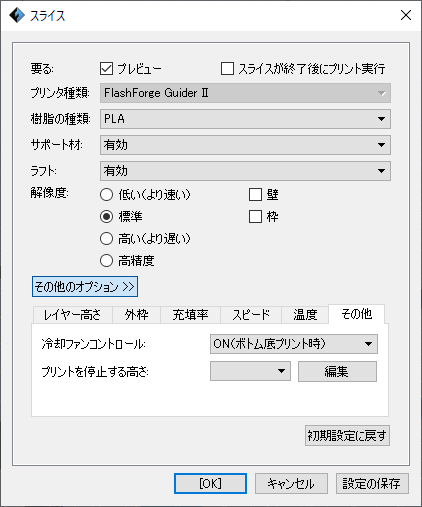 スライス
要る: プレビュー スライスが終了後にプリント実行
プリンタ種類: FlashForge Guider II
樹脂の種類: PLA
サポート材: 有効
ラフト: 有効
解像度: 低い(より速い) 壁
標準 枠
高い(より遅い)
高精度
その他のオプション >>
レイヤー高さ 外枠 充填率 スピード 温度 その他
冷却ファンコントロール: ON(ボトム底プリント時)
プリントを停止する高さ: 編集
初期設定に戻す
[OK] キャンセル 設定の保存